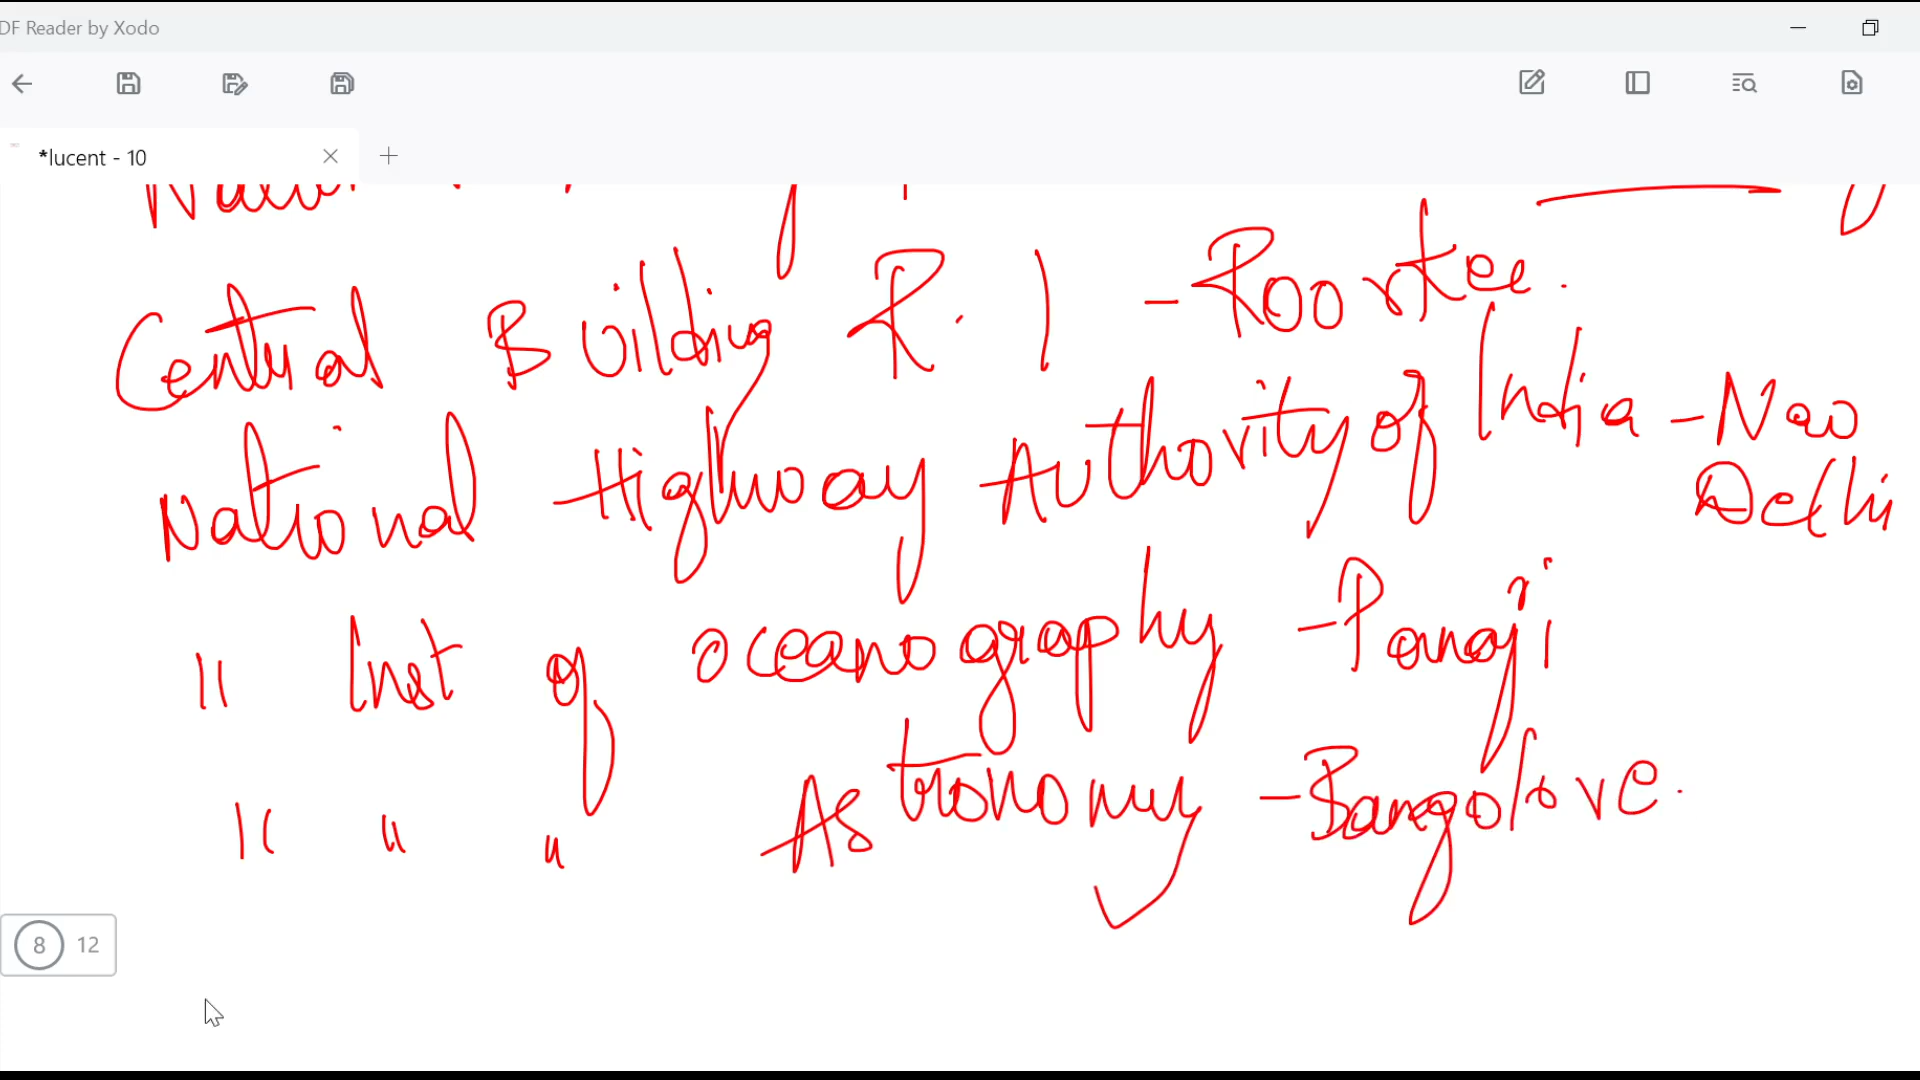 DF Reader by Xodo
*lucent - 10
Central Building R. I - Roorkee.
National Highway Authority of India - New Delhi
" Inst of oceanography - Panaji
" " " Astronomy - Bangalore.
8 12